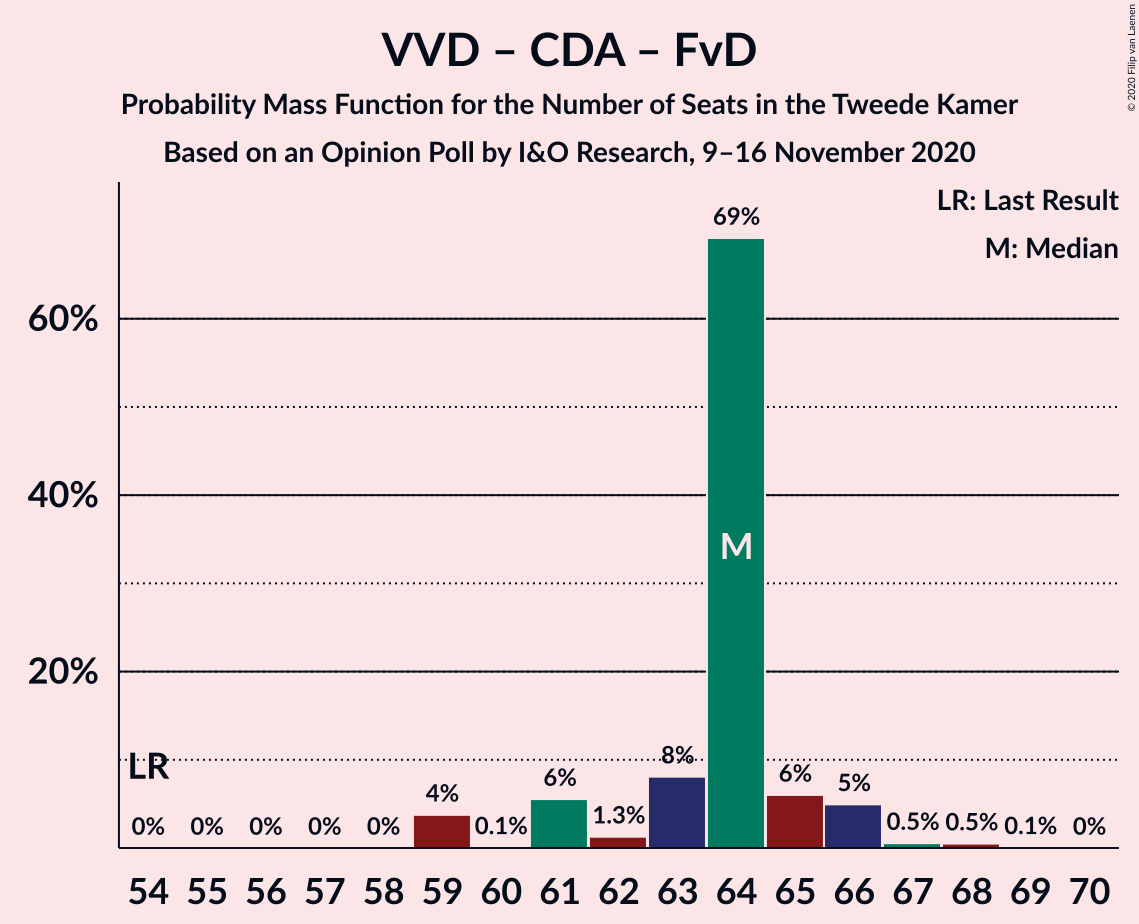 VVD – CDA – FvD
Probability Mass Function for the Number of Seats in the Tweede Kamer
Based on an Opinion Poll by I&O Research, 9–16 November 2020
© 2020 Filip van Laenen
LR: Last Result
M: Median
69%
60%
M
40%
20%
LR
0% 0% 0% 0% 0% 4% 0.1% 6% 1.3% 8% 6% 5% 0.5% 0.5% 0.1% 0%
54 55 56 57 58 59 60 61 62 63 64 65 66 67 68 69 70